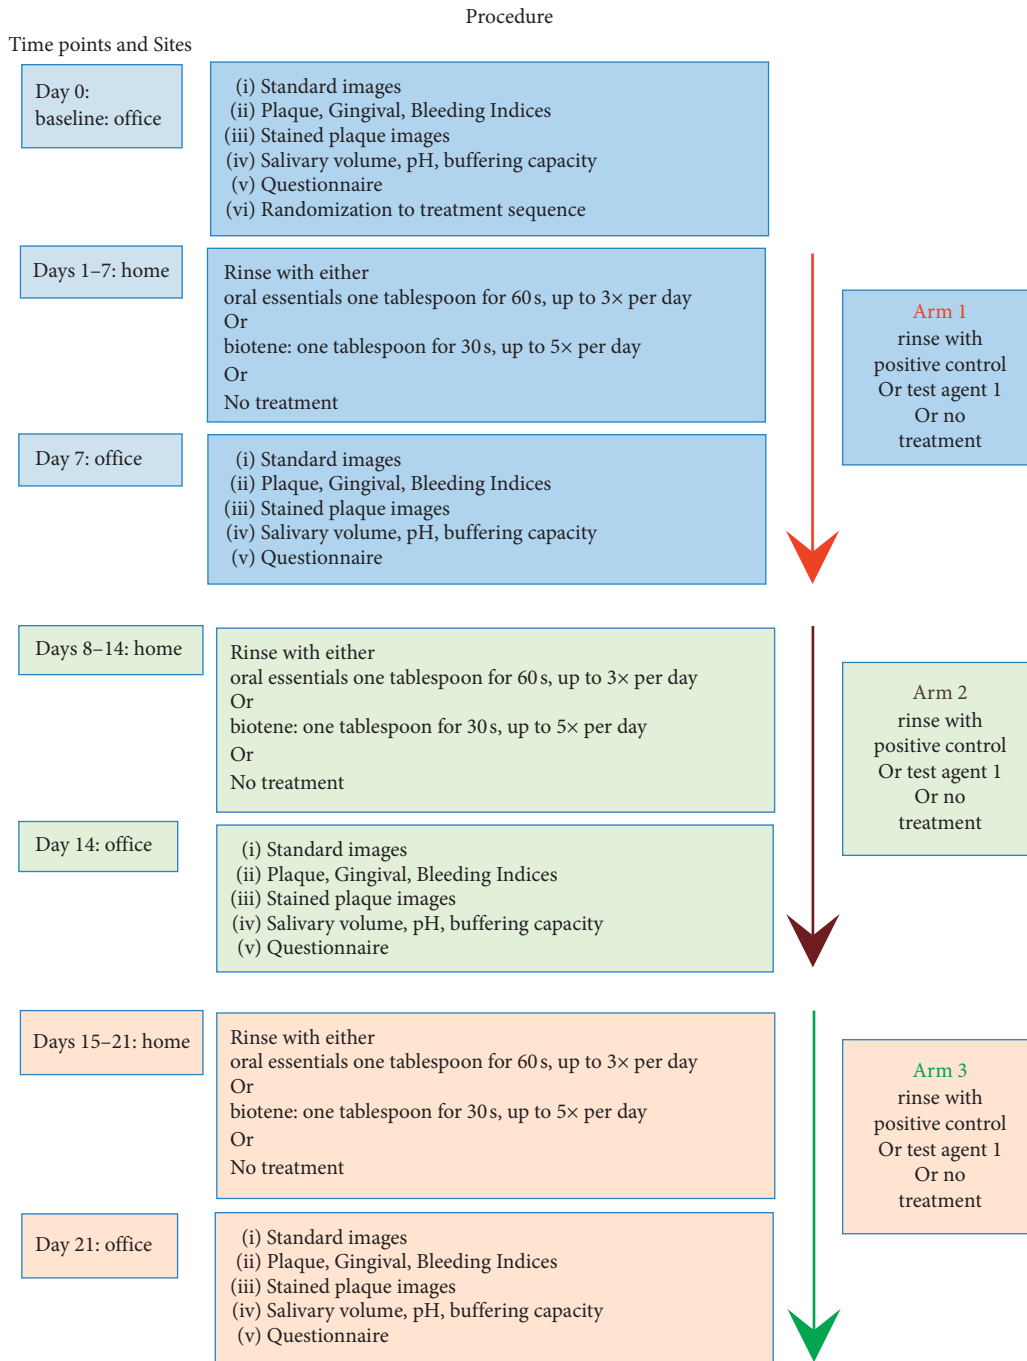 Procedure
Time points and Sites
Day 0:
baseline: office
(i) Standard images
(ii) Plaque, Gingival, Bleeding Indices
(iii) Stained plaque images
(iv) Salivary volume, pH, buffering capacity
(v) Questionnaire
(vi) Randomization to treatment sequence
Days 1–7: home
Rinse with either
oral essentials one tablespoon for 60 s, up to 3× per day
Or
biotene: one tablespoon for 30 s, up to 5× per day
Or
No treatment
Arm 1
rinse with
positive control
Or test agent 1
Or no
treatment
Day 7: office
(i) Standard images
(ii) Plaque, Gingival, Bleeding Indices
(iii) Stained plaque images
(iv) Salivary volume, pH, buffering capacity
(v) Questionnaire
Days 8–14: home
Rinse with either
oral essentials one tablespoon for 60 s, up to 3× per day
Or
biotene: one tablespoon for 30 s, up to 5× per day
Or
No treatment
Arm 2
rinse with
positive control
Or test agent 1
Or no
treatment
Day 14: office
(i) Standard images
(ii) Plaque, Gingival, Bleeding Indices
(iii) Stained plaque images
(iv) Salivary volume, pH, buffering capacity
(v) Questionnaire
Days 15–21: home
Rinse with either
oral essentials one tablespoon for 60 s, up to 3× per day
Or
biotene: one tablespoon for 30 s, up to 5× per day
Or
No treatment
Arm 3
rinse with
positive control
Or test agent 1
Or no
treatment
Day 21: office
(i) Standard images
(ii) Plaque, Gingival, Bleeding Indices
(iii) Stained plaque images
(iv) Salivary volume, pH, buffering capacity
(v) Questionnaire